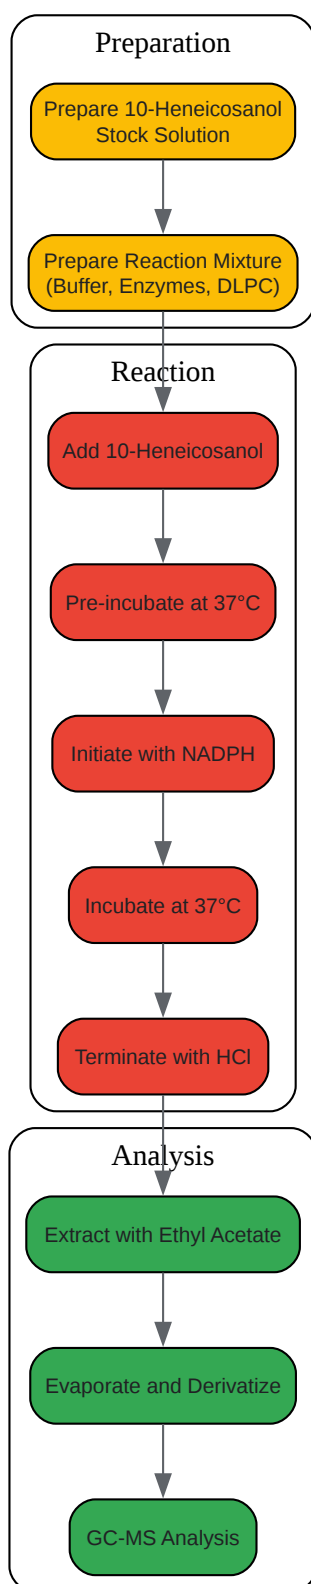 Preparation
Prepare 10-Heneicosanol
Stock Solution
Prepare Reaction Mixture
(Buffer, Enzymes, DLPC)
Reaction
Add 10-Heneicosanol
Pre-incubate at 37°C
Initiate with NADPH
Incubate at 37°C
Terminate with HCl
Analysis
Extract with Ethyl Acetate
Evaporate and Derivatize
GC-MS Analysis